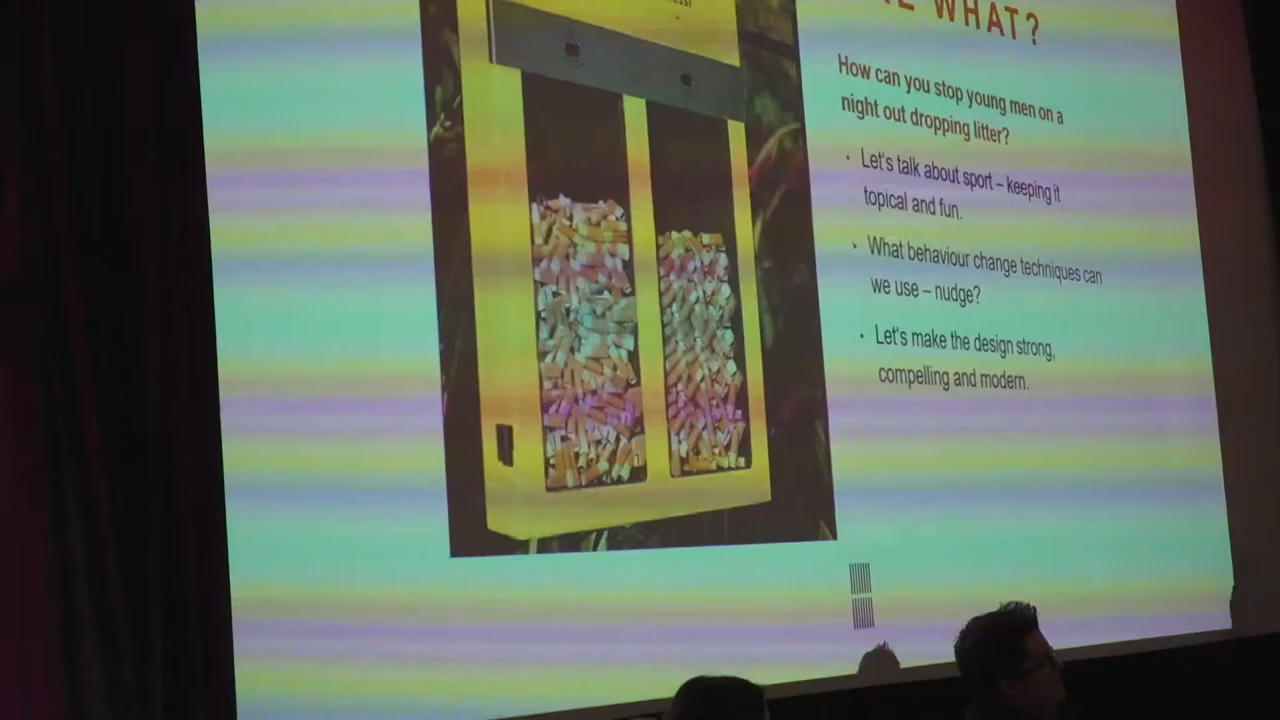 WHAT?
How can you stop young men on a
night out dropping litter?
• Let's talk about sport – keeping it
topical and fun.
• What behaviour change techniques can
we use – nudge?
• Let's make the design strong,
compelling and modern.